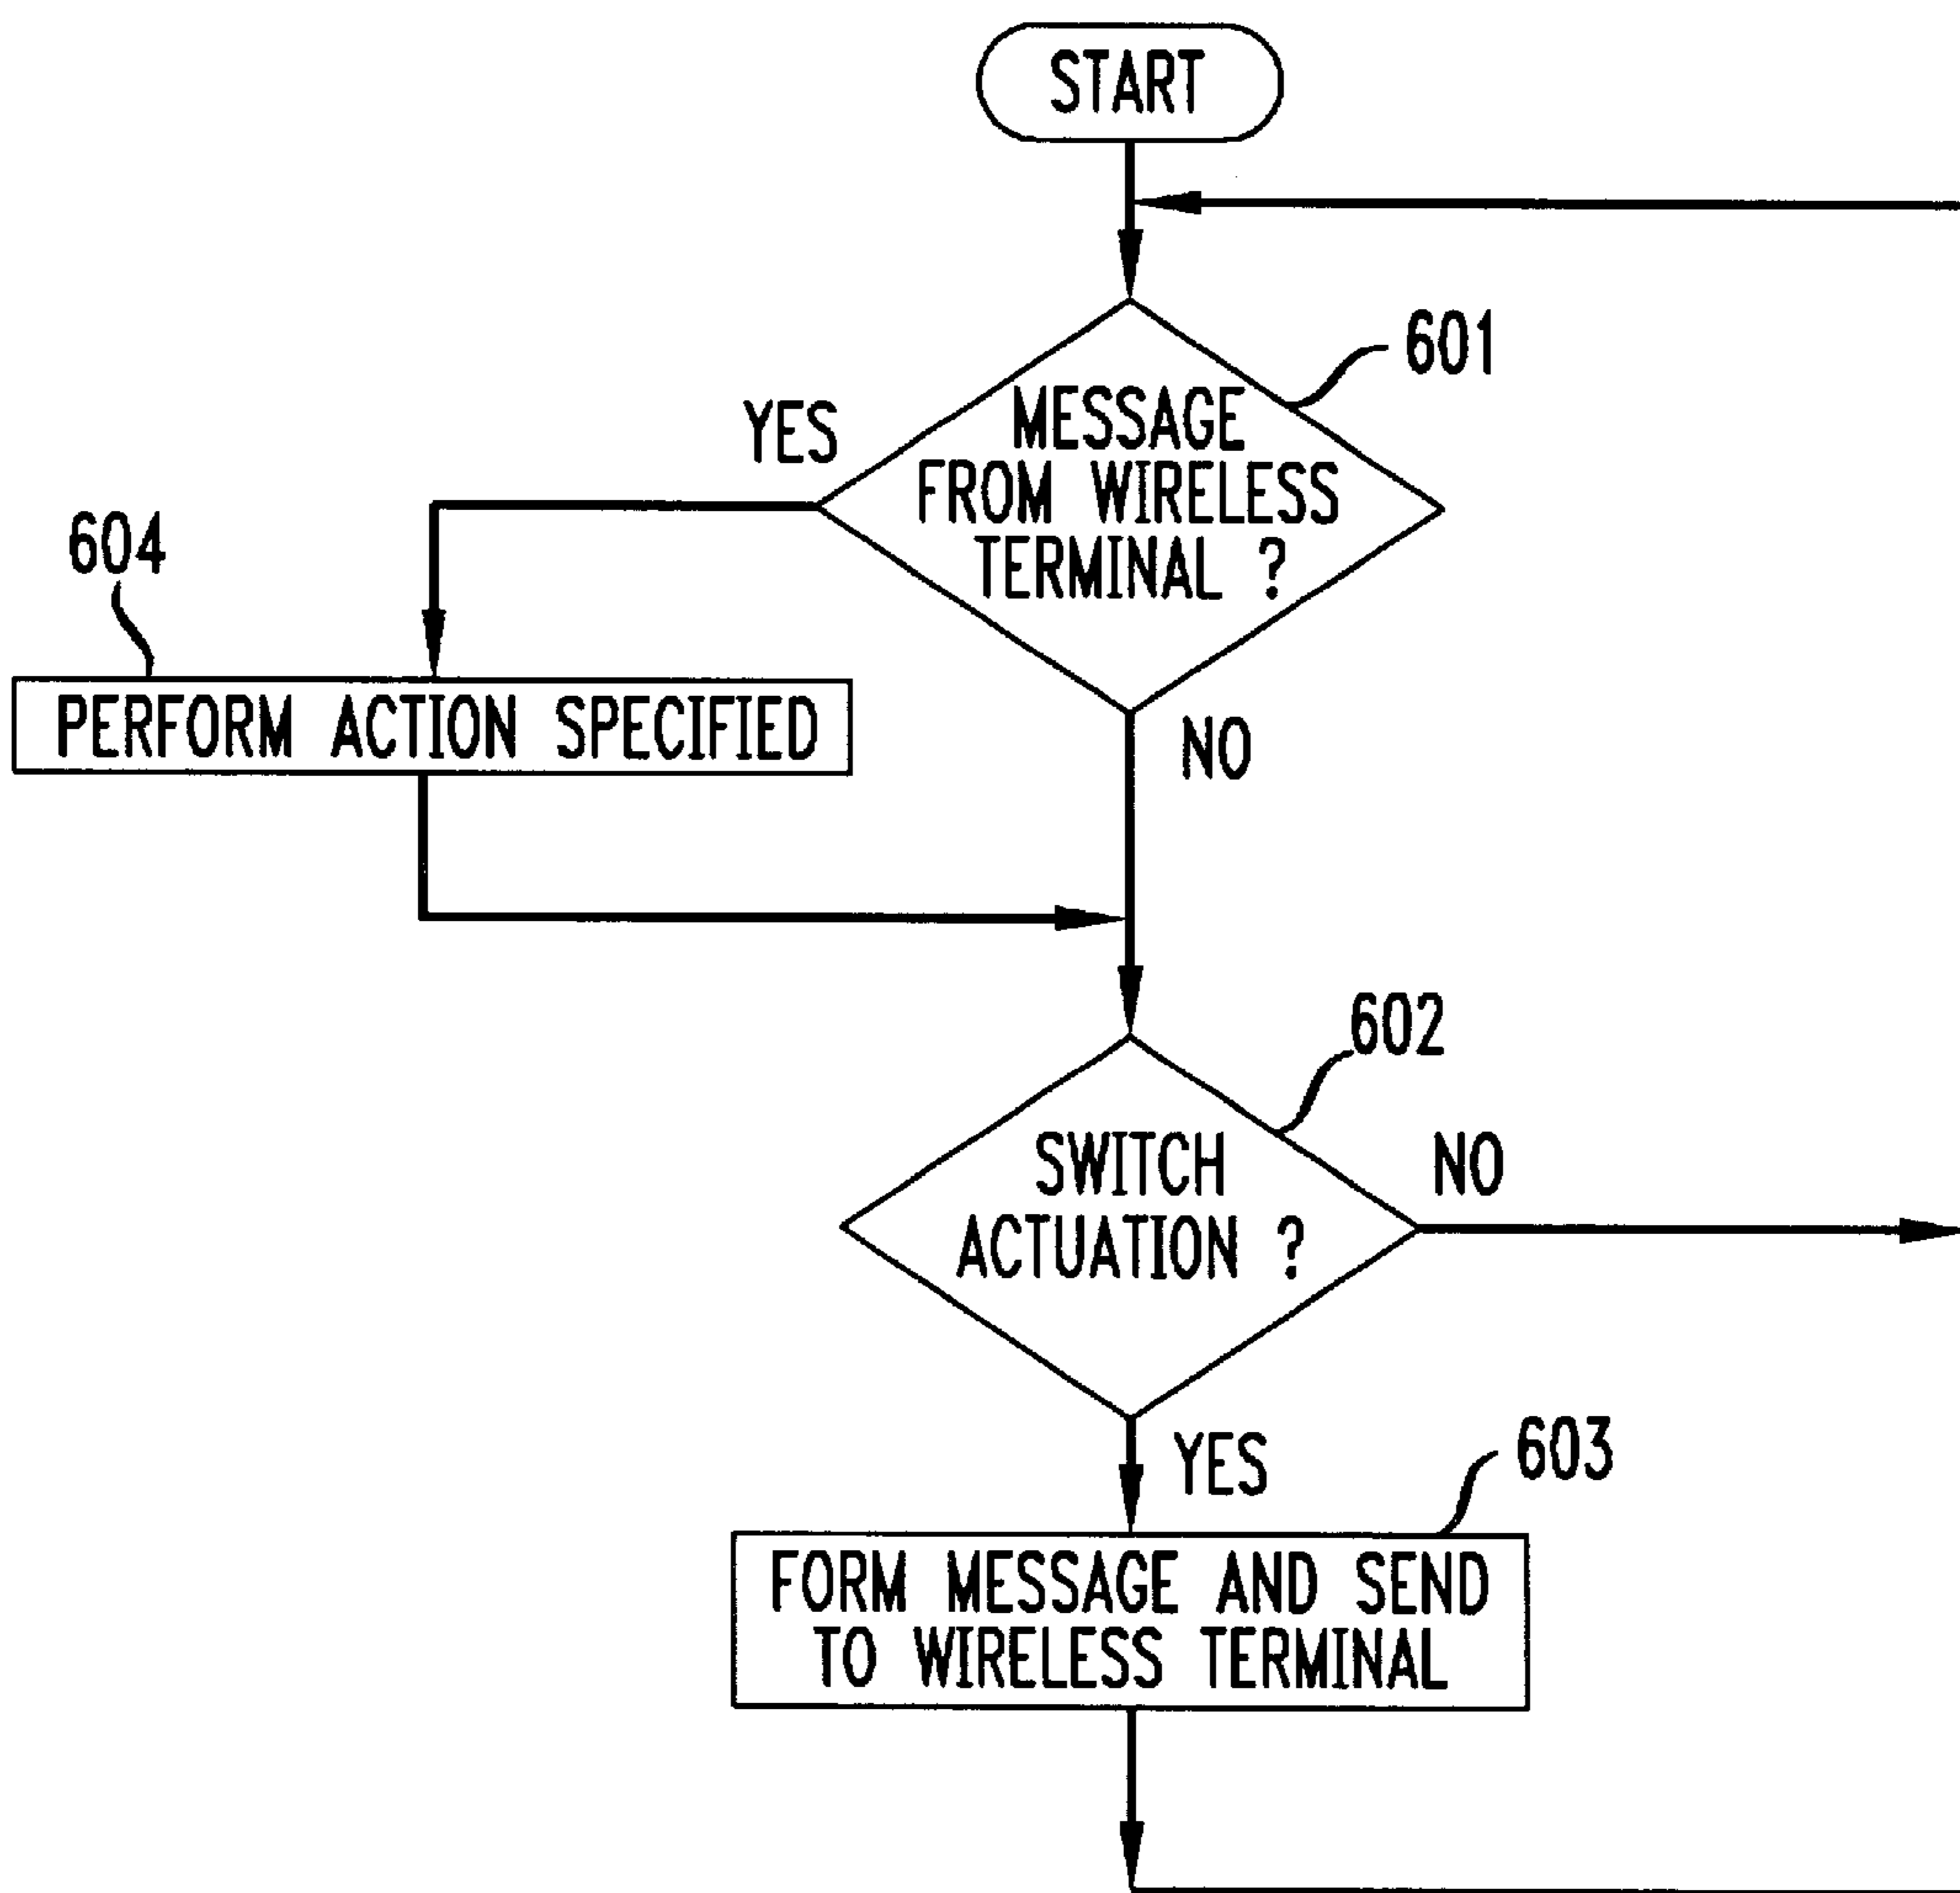 START
601
MESSAGE
FROM WIRELESS
TERMINAL ?
YES
604
PERFORM ACTION SPECIFIED
NO
602
SWITCH
ACTUATION ?
NO
YES
603
FORM MESSAGE AND SEND
TO WIRELESS TERMINAL